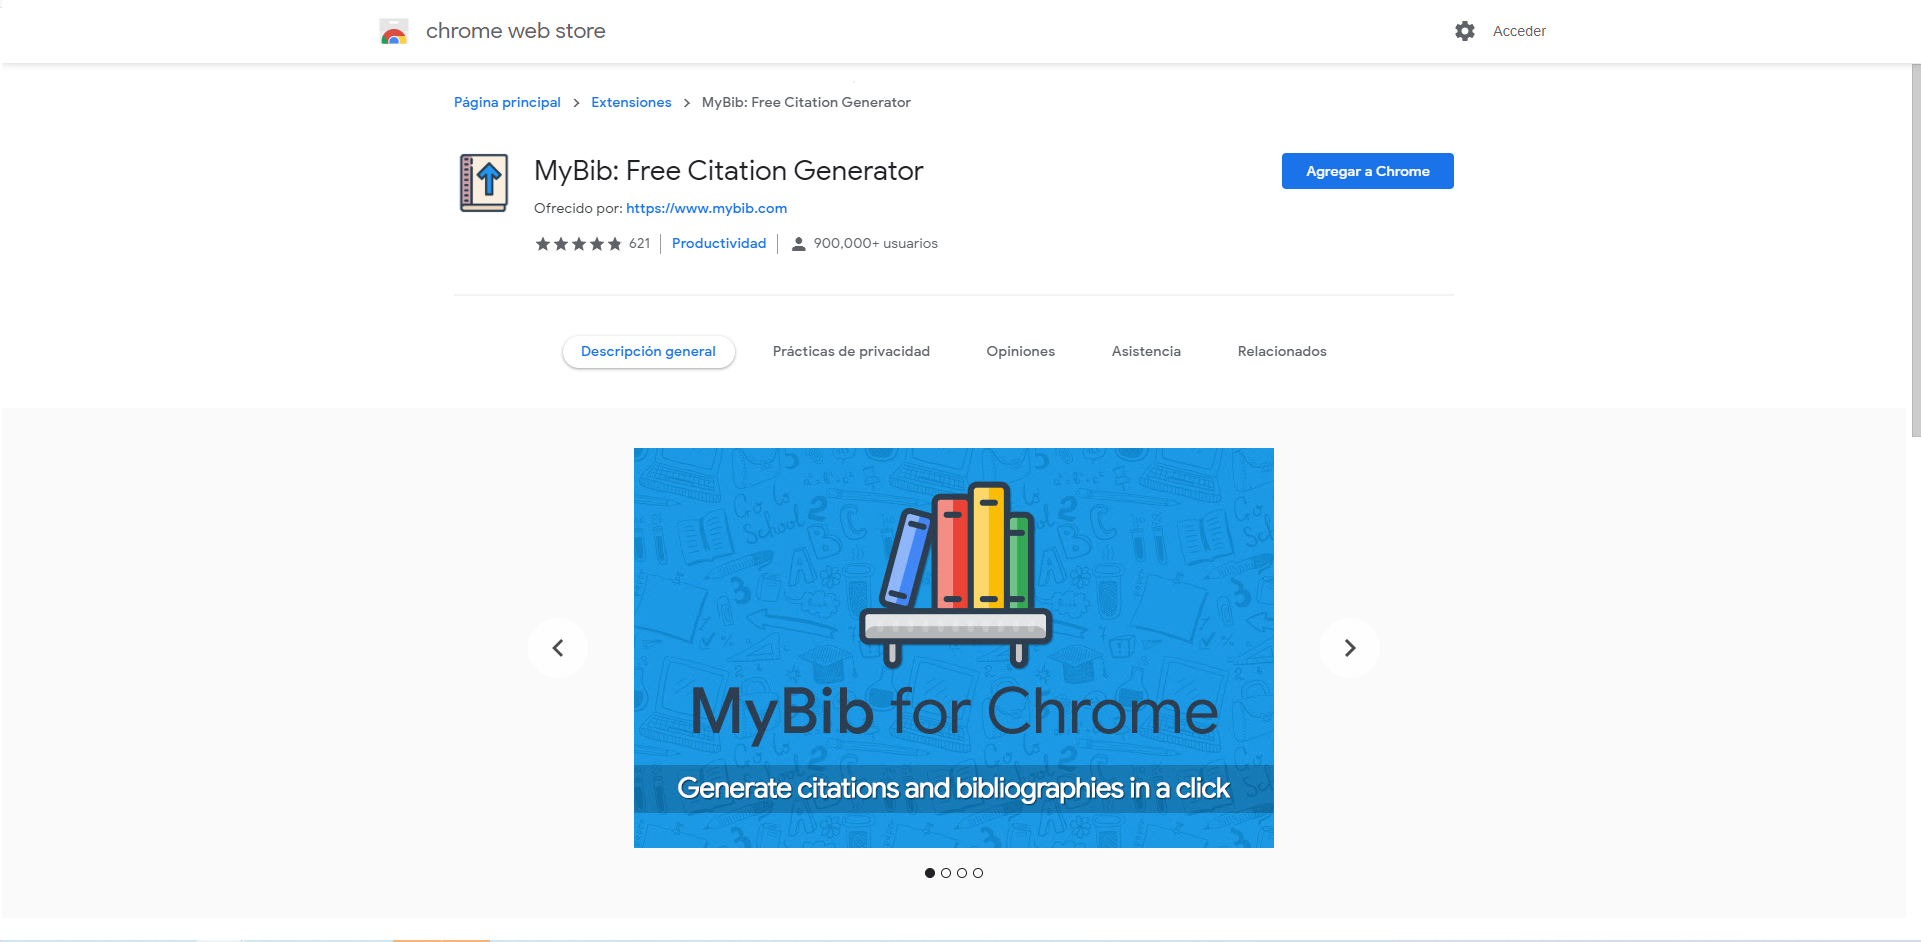 chrome web store
Acceder
Página principal > Extensiones > MyBib: Free Citation Generator
MyBib: Free Citation Generator
Agregar a Chrome
Ofrecido por: https://www.mybib.com
621 | Productividad | 900,000+ usuarios
Descripción general
Prácticas de privacidad
Opiniones
Asistencia
Relacionados
MyBib for Chrome
Generate citations and bibliographies in a click